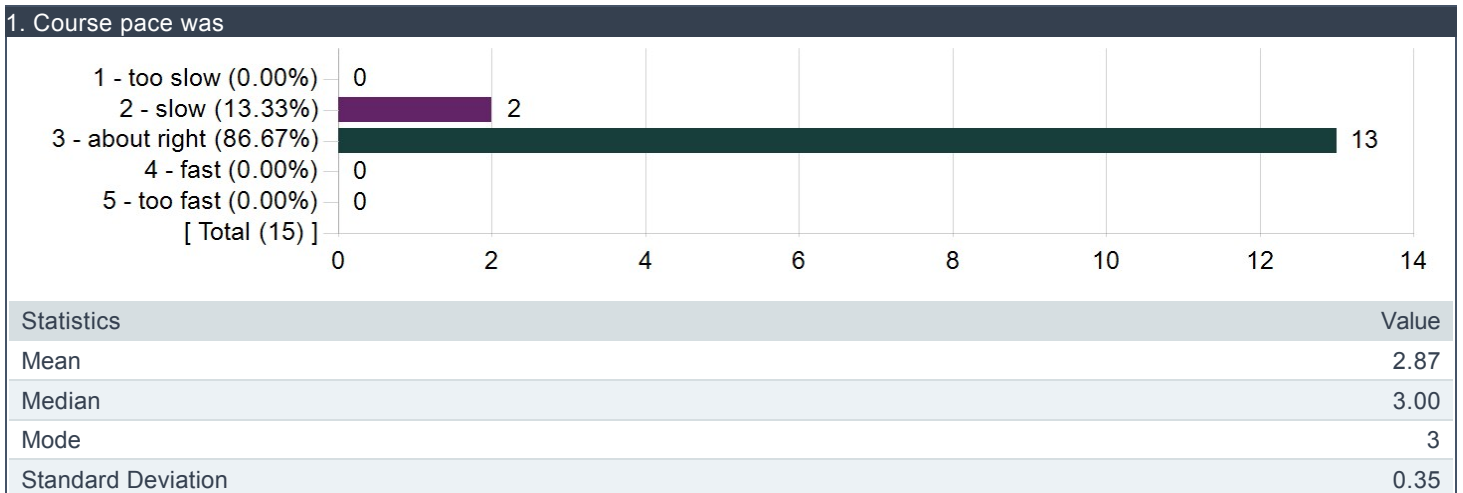 1. Course pace was
1 - too slow (0.00%) 0
2 - slow (13.33%) 2
3 - about right (86.67%) 13
4 - fast (0.00%) 0
5 - too fast (0.00%) 0
[ Total (15) ]
0 2 4 6 8 10 12 14
Statistics Value
Mean 2.87
Median 3.00
Mode 3
Standard Deviation 0.35